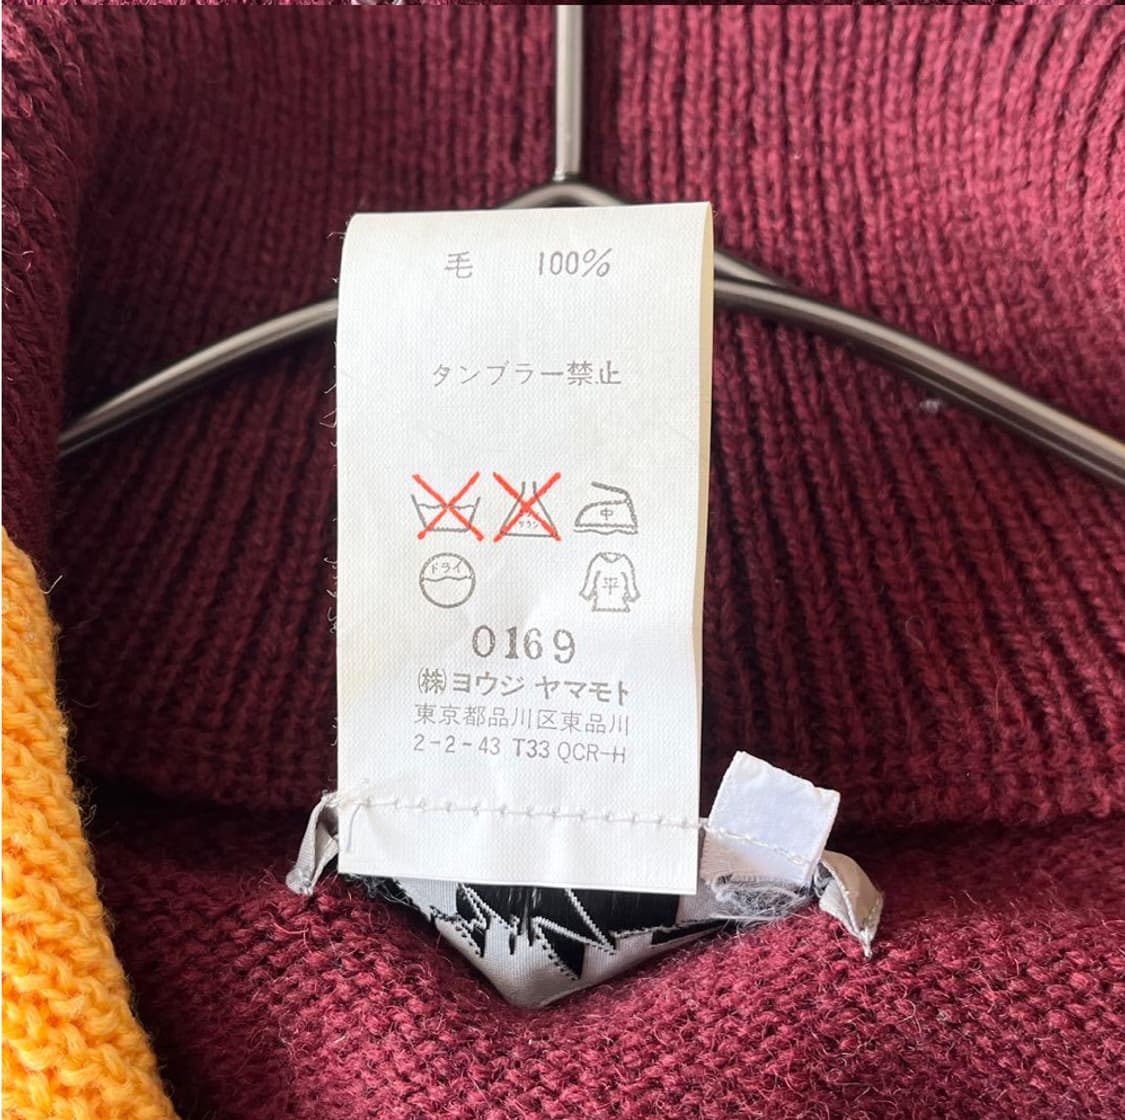 毛 100%
タンブラー禁止
中
ドライ 平
0169
(株)ヨウジ ヤマモト
東京都品川区東品川
2-2-43 T33 QCR-H